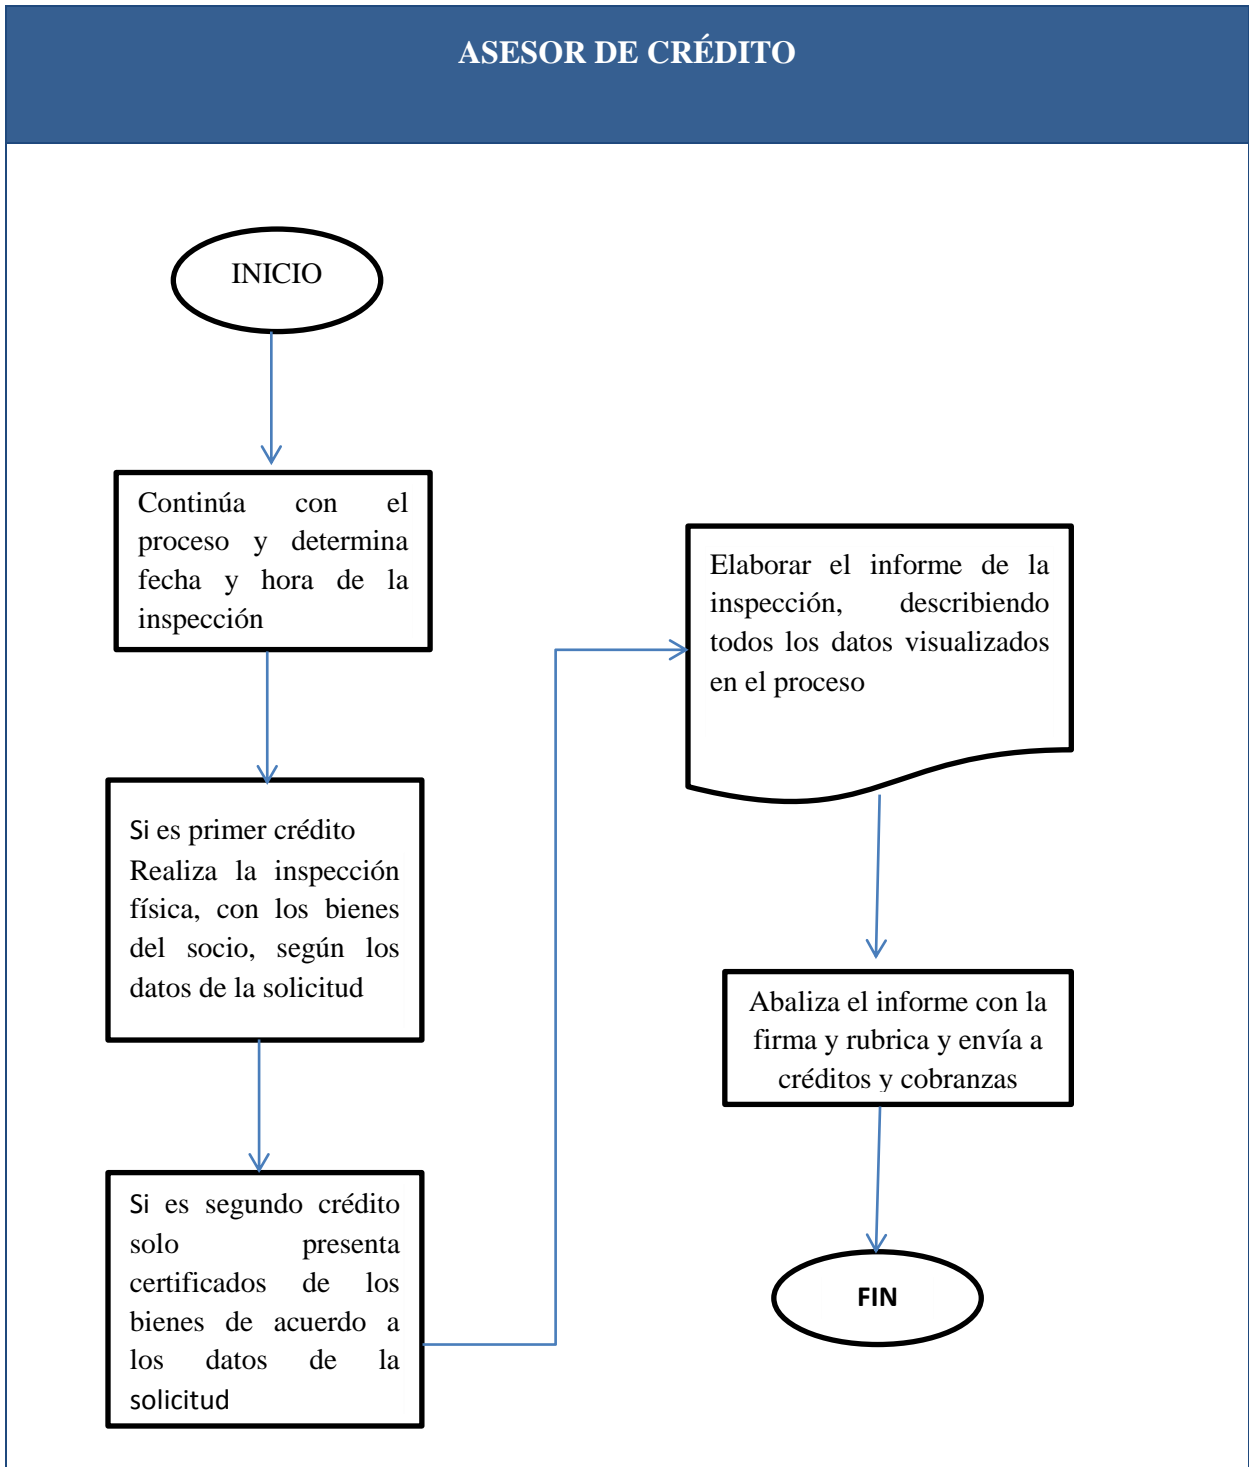 ASESOR DE CRÉDITO
INICIO
Continúa con el
proceso y determina
fecha y hora de la
inspección
Si es primer crédito
Realiza la inspección
física, con los bienes
del socio, según los
datos de la solicitud
Si es segundo crédito
solo presenta
certificados de los
bienes de acuerdo a
los datos de la
solicitud
Elaborar el informe de la
inspección, describiendo
todos los datos visualizados
en el proceso
Abaliza el informe con la
firma y rubrica y envía a
créditos y cobranzas
FIN